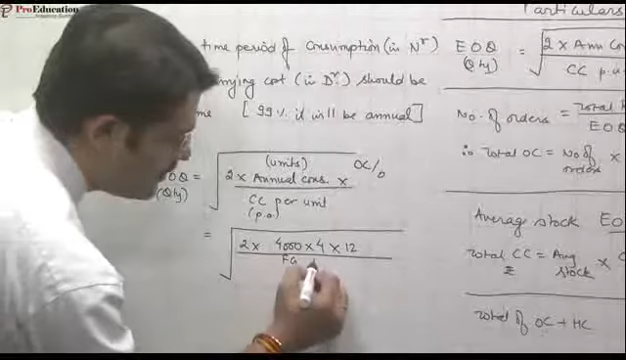 ProEducation
time period of Consumption (in Nr)
carrying cost (in Dr) should be
[99% it will be annual]
EOQ = √
(Qty)
(units)
2 x Annual cons. x OC/o
CC per unit
(p.a.)
= √
2 x 4000 x 4 x 12
Particulars
EOQ = √ 2 x Ann Co
(Qty)
CC p.u
No. of orders = Total
EOQ
∴ Total OC = No of orders x
Average stock EO
Total CC = Avg stock x
Total of OC + HC